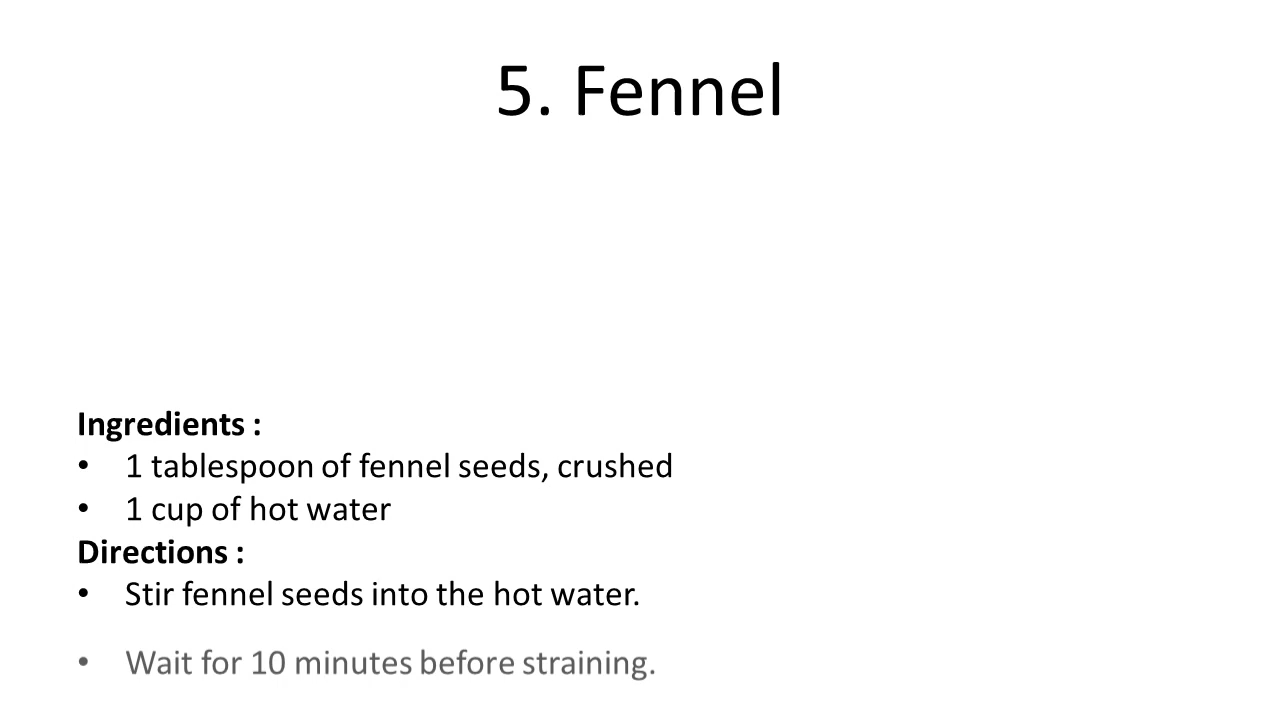 5. Fennel
Ingredients :
• 1 tablespoon of fennel seeds, crushed
• 1 cup of hot water
Directions :
• Stir fennel seeds into the hot water.
• Wait for 10 minutes before straining.